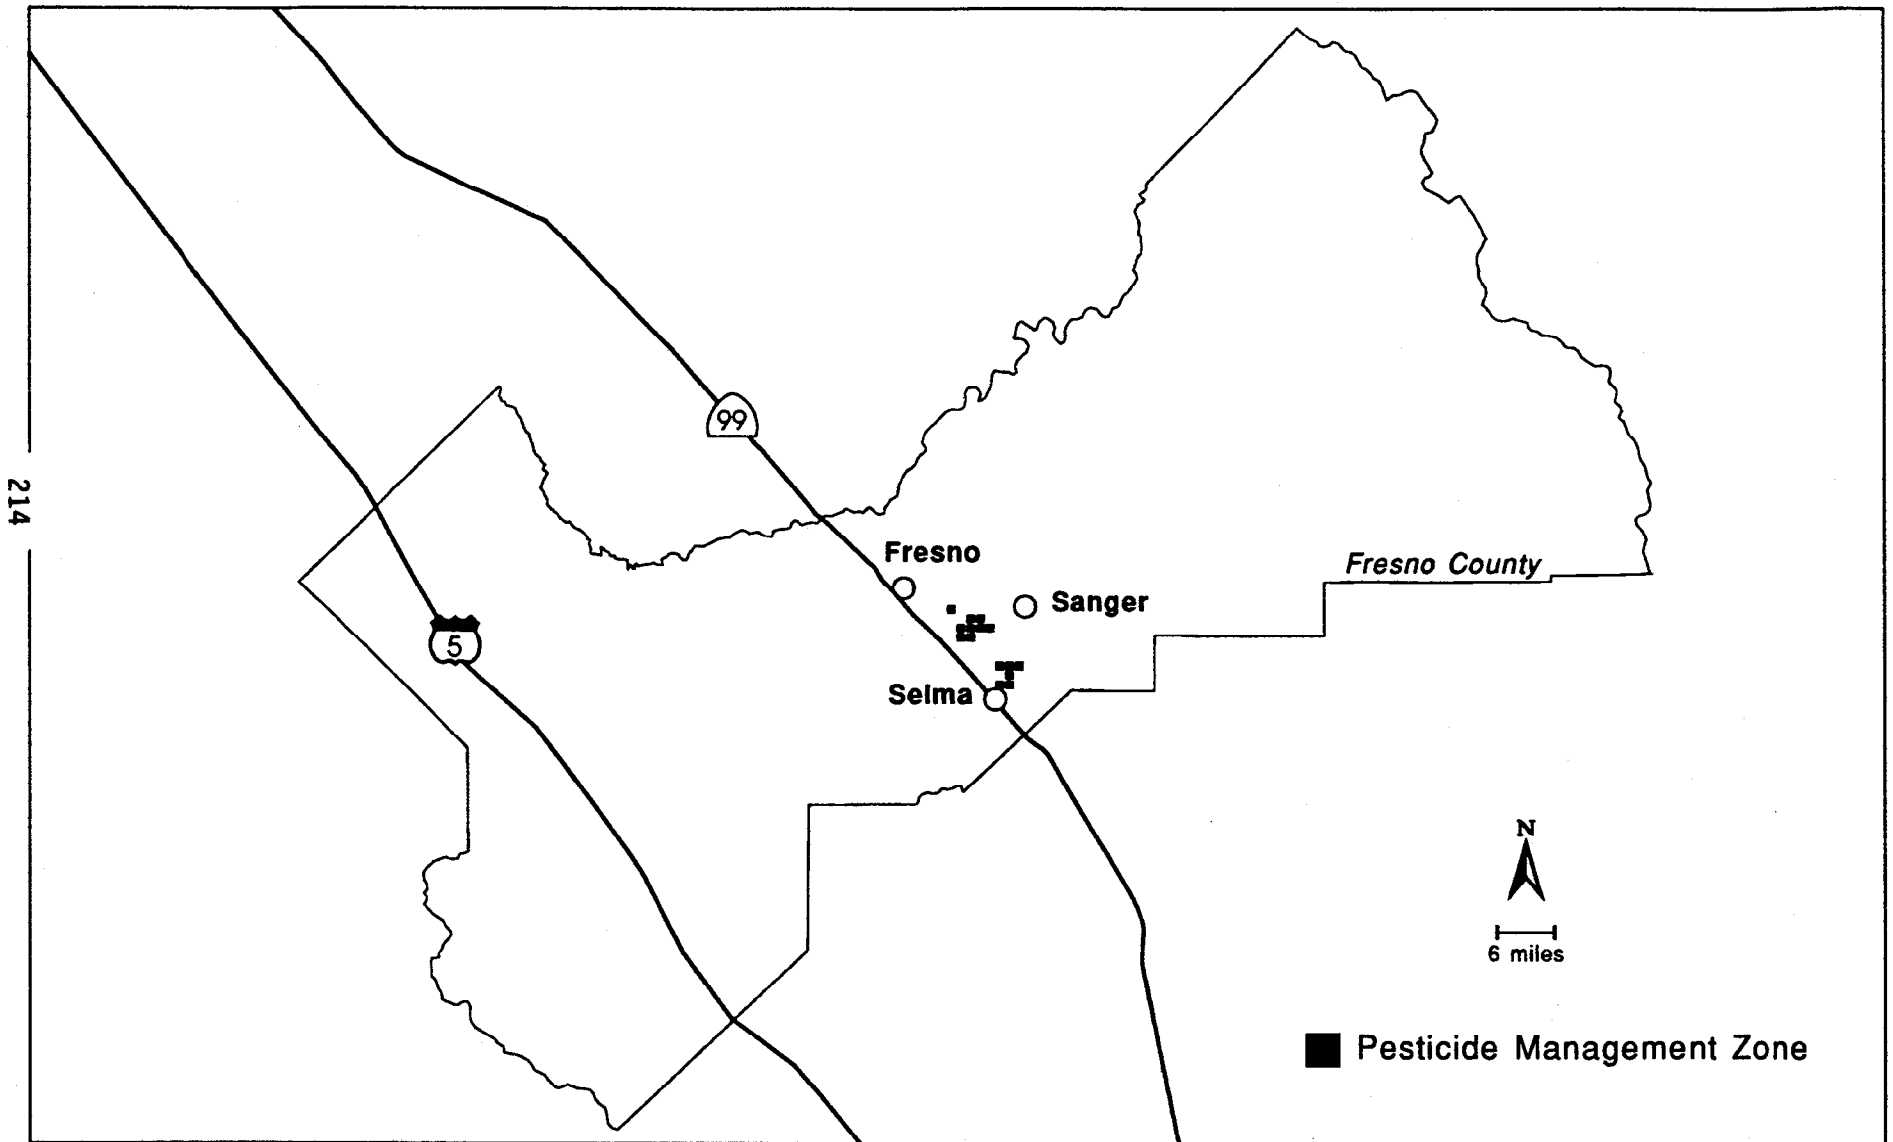 214
99
Fresno
Fresno County
Sanger
5
Selma
N
6 miles
Pesticide Management Zone